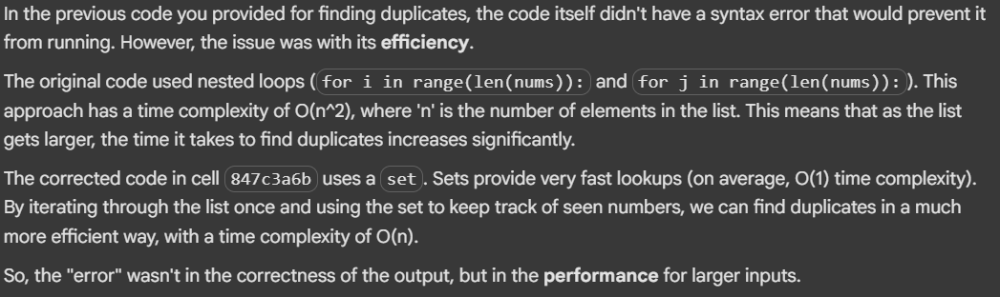 In the previous code you provided for finding duplicates, the code itself didn't have a syntax error that would prevent it
from running. However, the issue was with its efficiency.
The original code used nested loops ( for i in range(len(nums)): and for j in range(len(nums)): ). This
approach has a time complexity of O(n^2), where 'n' is the number of elements in the list. This means that as the list
gets larger, the time it takes to find duplicates increases significantly.
The corrected code in cell 847c3a6b uses a set . Sets provide very fast lookups (on average, O(1) time complexity).
By iterating through the list once and using the set to keep track of seen numbers, we can find duplicates in a much
more efficient way, with a time complexity of O(n).
So, the "error" wasn't in the correctness of the output, but in the performance for larger inputs.